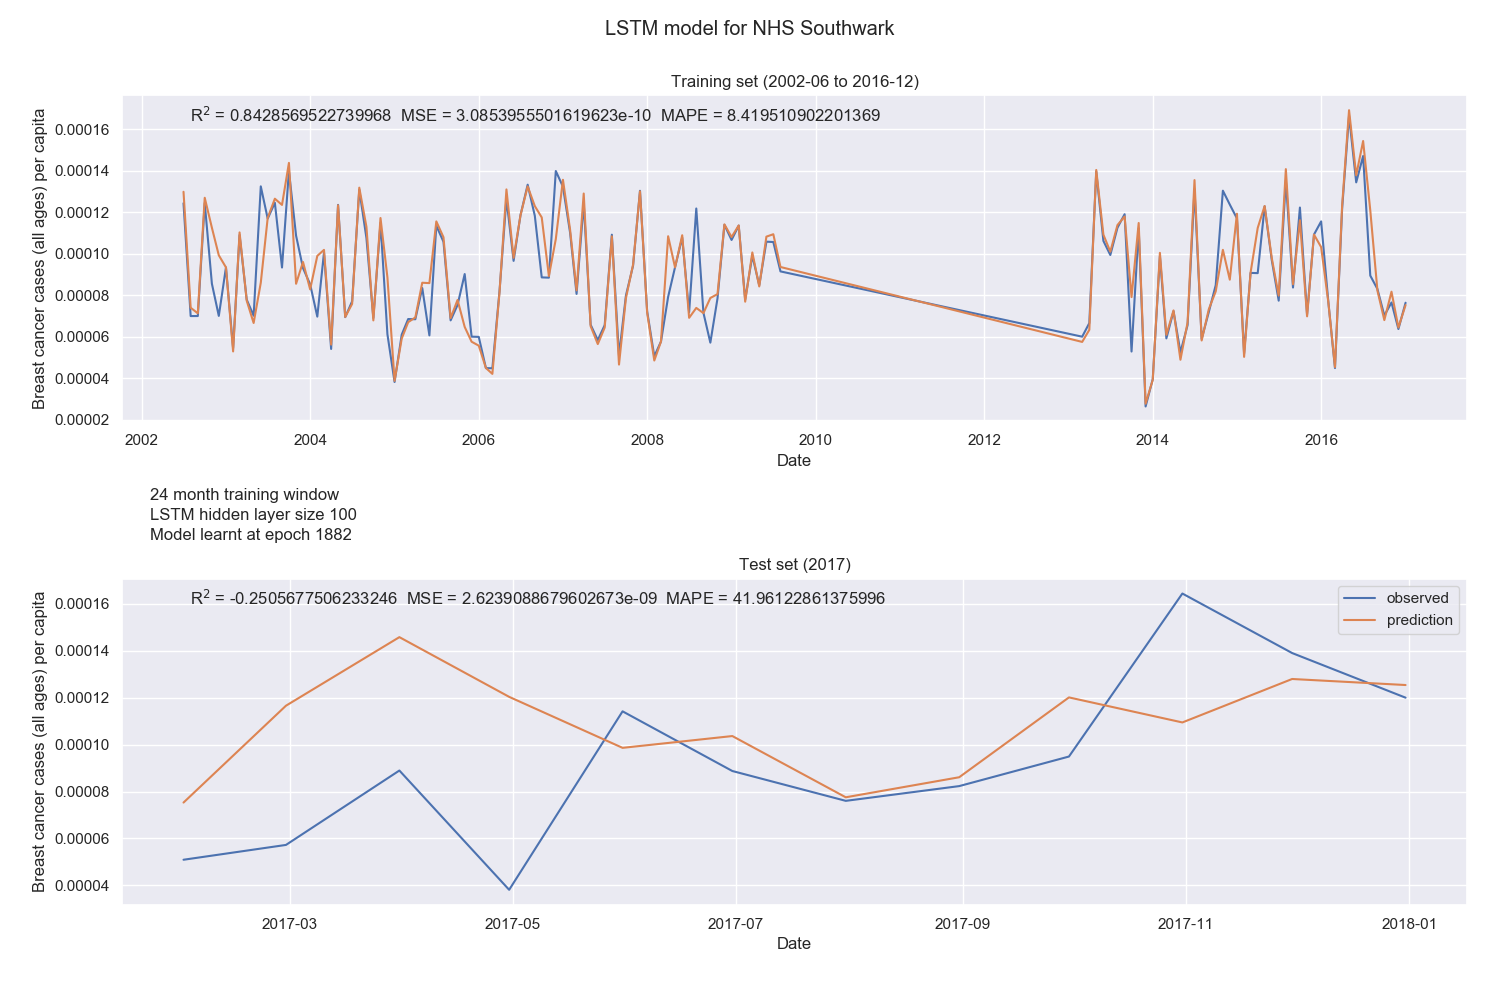 LSTM model for NHS Southwark
Training set (2002-06 to 2016-12)
R² = 0.8428569522739968 MSE = 3.0853955501619623e-10 MAPE = 8.419510902201369
Breast cancer cases (all ages) per capita
0.00016
0.00014
0.00012
0.00010
0.00008
0.00006
0.00004
0.00002
2002 2004 2006 2008 2010 2012 2014 2016
Date
24 month training window
LSTM hidden layer size 100
Model learnt at epoch 1882
Test set (2017)
R² = -0.2505677506233246 MSE = 2.6239088679602673e-09 MAPE = 41.96122861375996
observed
prediction
Breast cancer cases (all ages) per capita
0.00016
0.00014
0.00012
0.00010
0.00008
0.00006
0.00004
2017-03 2017-05 2017-07 2017-09 2017-11 2018-01
Date